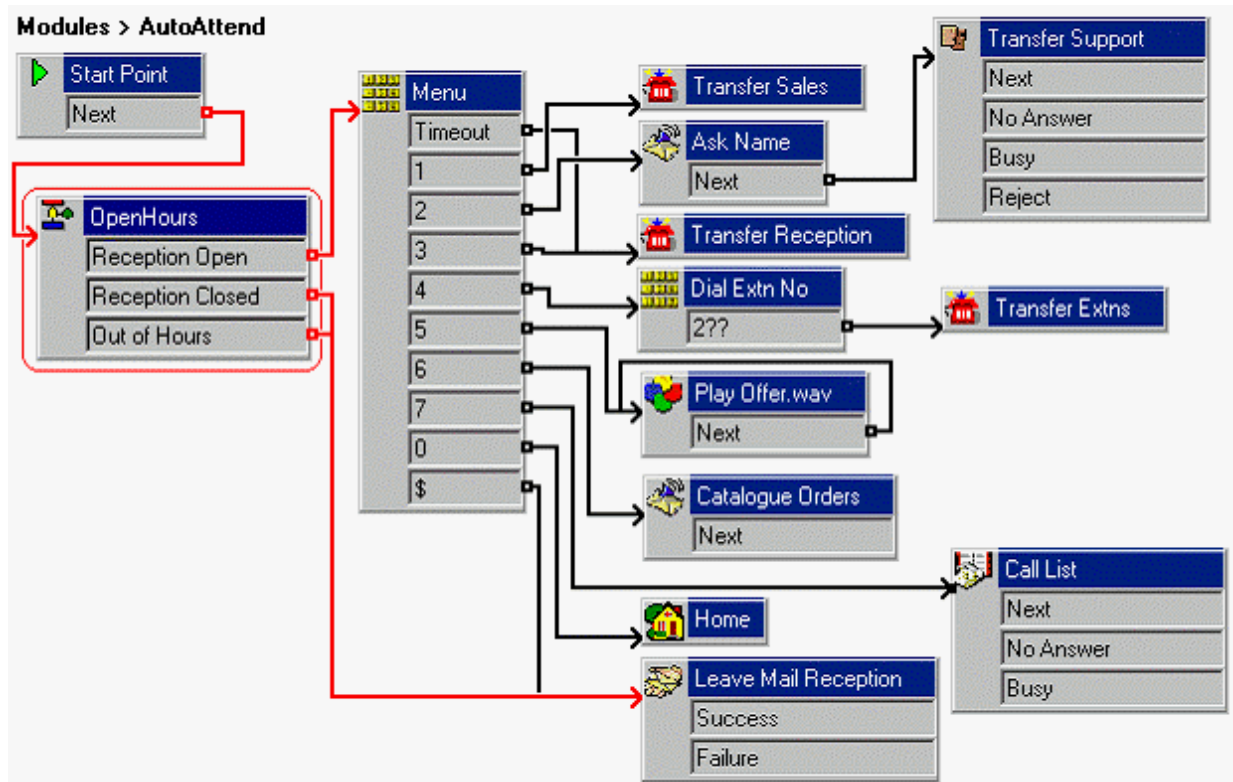 Modules > AutoAttend
Start Point
Next
OpenHours
Reception Open
Reception Closed
Out of Hours
Menu
Timeout
1
2
3
4
5
6
7
0
$
Transfer Sales
Ask Name
Next
Transfer Reception
Dial Extn No
2??
Play Offer.wav
Next
Catalogue Orders
Next
Home
Leave Mail Reception
Success
Failure
Transfer Support
Next
No Answer
Busy
Reject
Transfer Extns
Call List
Next
No Answer
Busy